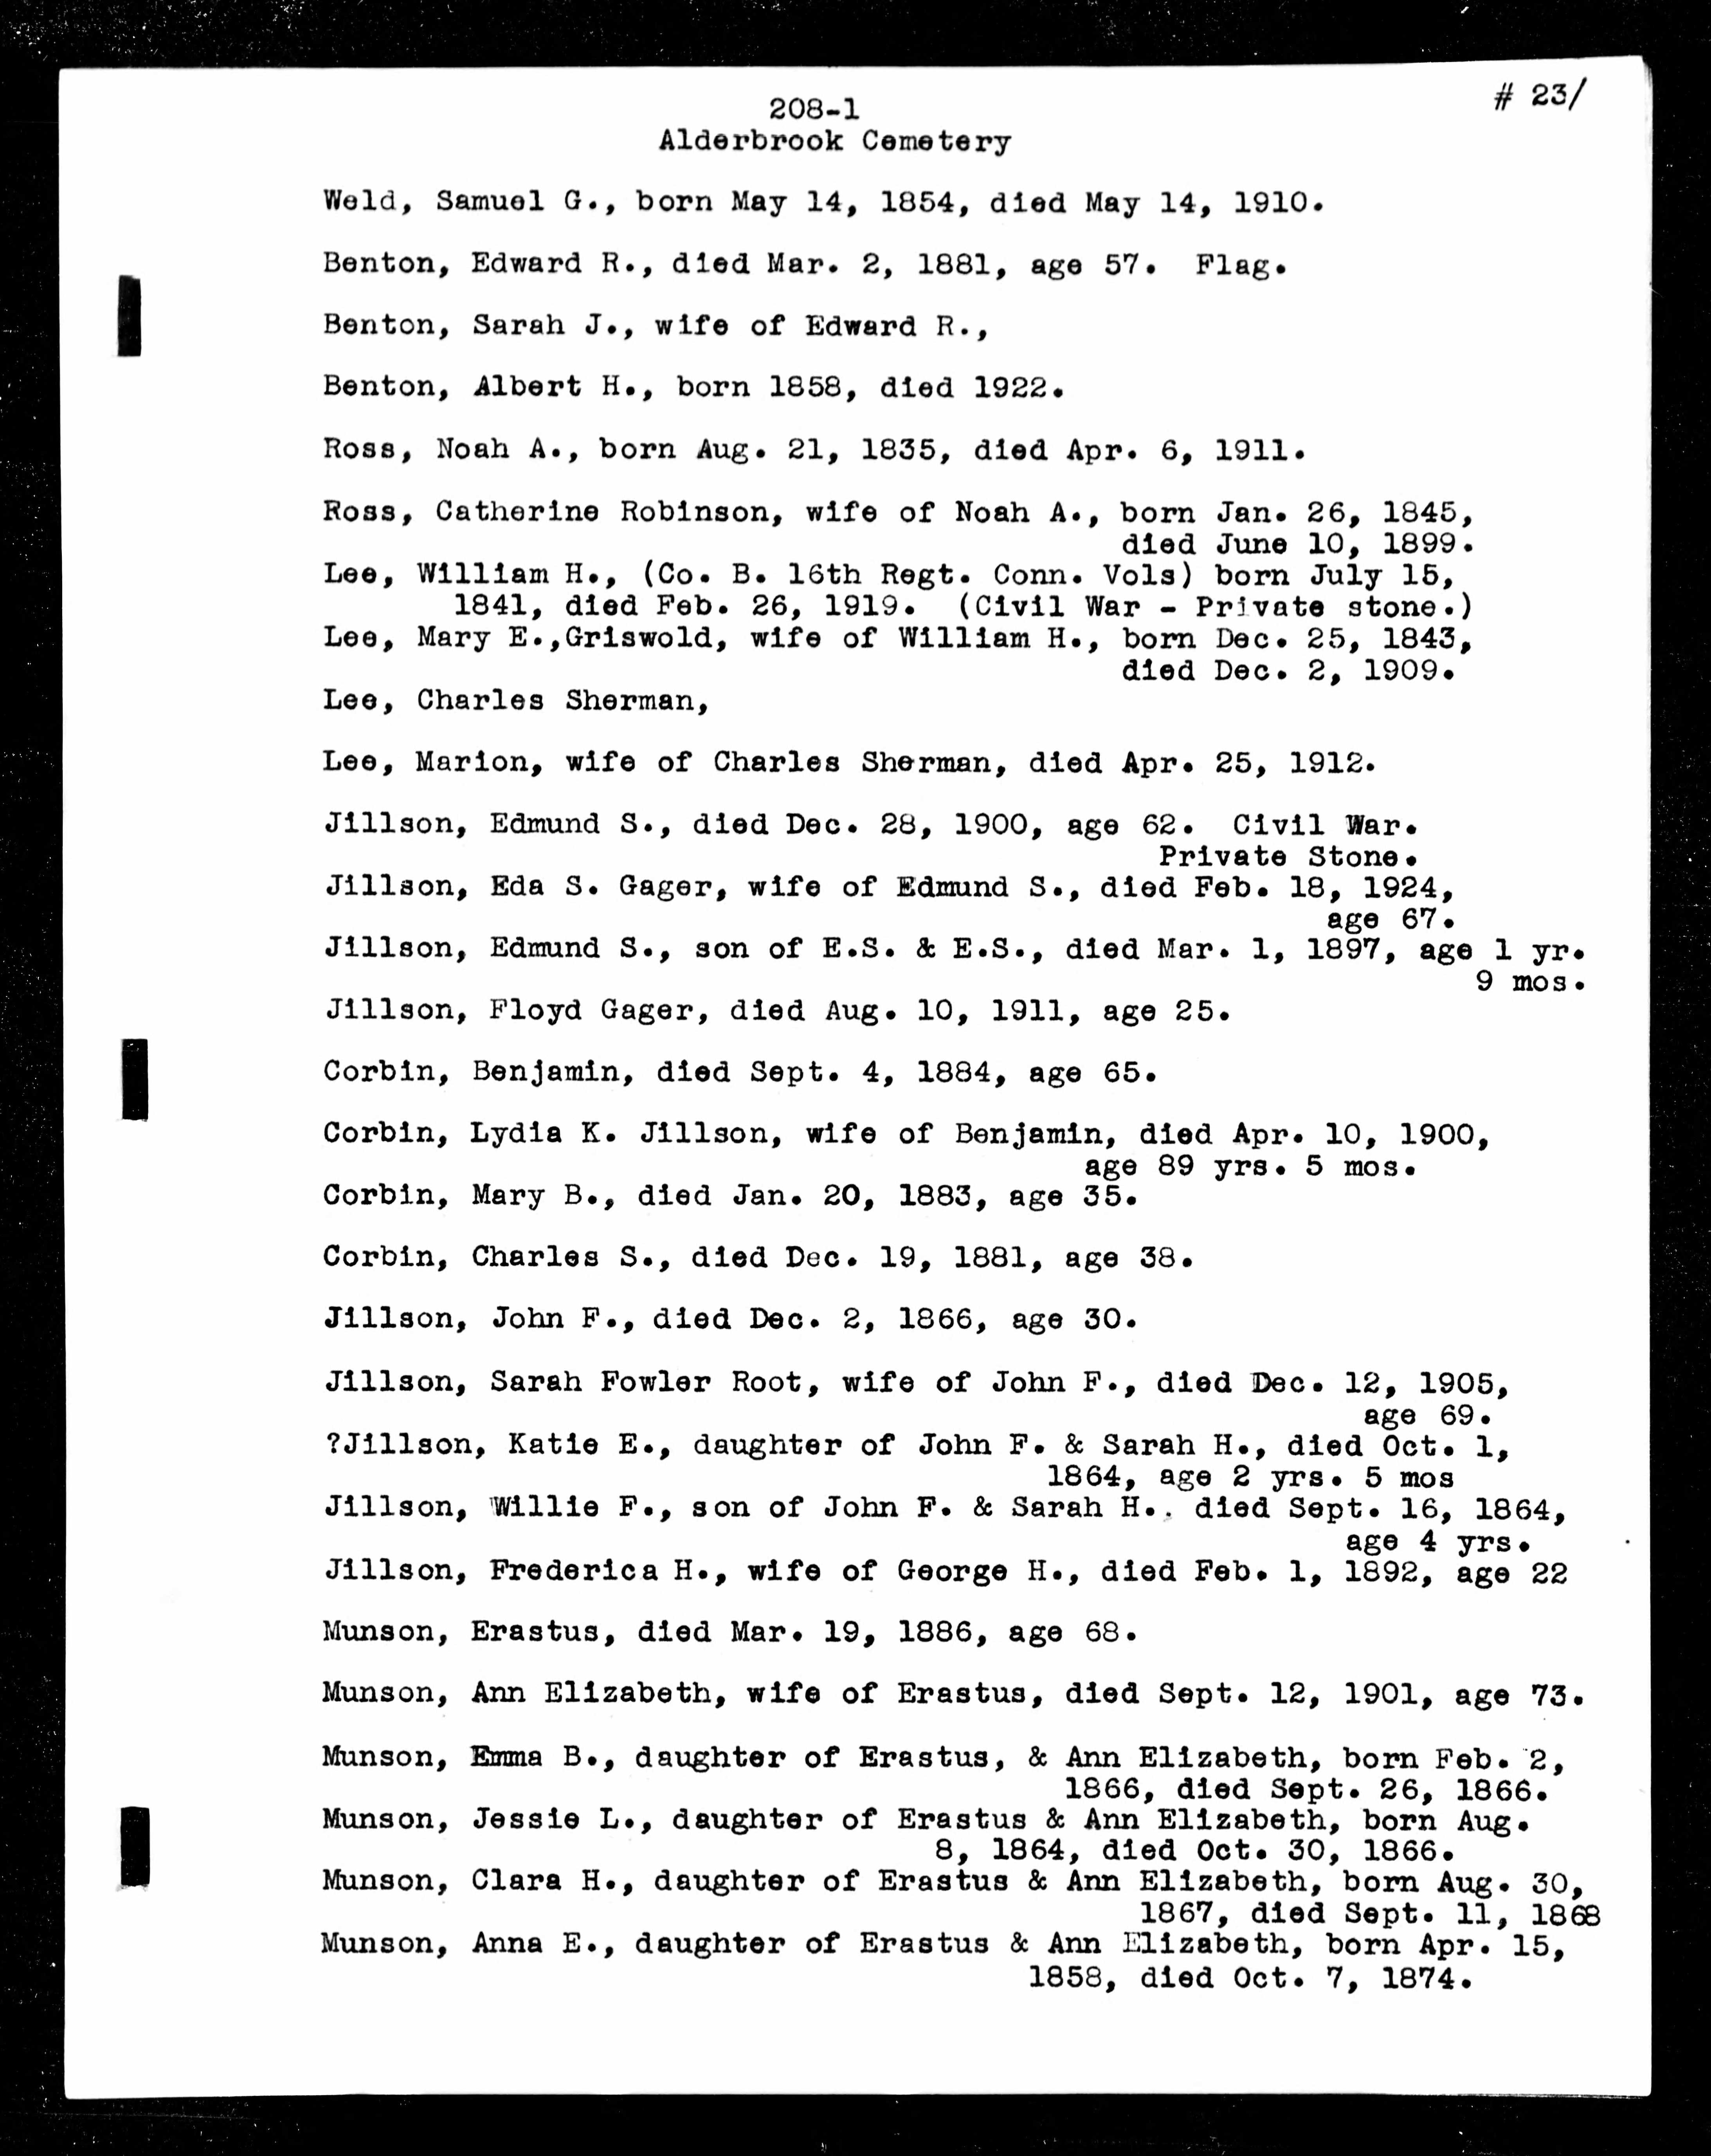 # 23/
208-1
Alderbrook Cemetery
Weld, Samuel G., born May 14, 1854, died May 14, 1910.
Benton, Edward R., died Mar. 2, 1881, age 57. Flag.
Benton, Sarah J., wife of Edward R.,
Benton, Albert H., born 1858, died 1922.
Ross, Noah A., born Aug. 21, 1835, died Apr. 6, 1911.
Ross, Catherine Robinson, wife of Noah A., born Jan. 26, 1845,
died June 10, 1899.
Lee, William H., (Co. B. 16th Regt. Conn. Vols) born July 15,
1841, died Feb. 26, 1919. (Civil War - Private stone.)
Lee, Mary E.,Griswold, wife of William H., born Dec. 25, 1843,
died Dec. 2, 1909.
Lee, Charles Sherman,
Lee, Marion, wife of Charles Sherman, died Apr. 25, 1912.
Jillson, Edmund S., died Dec. 28, 1900, age 62. Civil War.
Private Stone.
Jillson, Eda S. Gager, wife of Edmund S., died Feb. 18, 1924,
age 67.
Jillson, Edmund S., son of E.S. & E.S., died Mar. 1, 1897, age 1 yr.
9 mos.
Jillson, Floyd Gager, died Aug. 10, 1911, age 25.
Corbin, Benjamin, died Sept. 4, 1884, age 65.
Corbin, Lydia K. Jillson, wife of Benjamin, died Apr. 10, 1900,
age 89 yrs. 5 mos.
Corbin, Mary B., died Jan. 20, 1883, age 35.
Corbin, Charles S., died Dec. 19, 1881, age 38.
Jillson, John F., died Dec. 2, 1866, age 30.
Jillson, Sarah Fowler Root, wife of John F., died Dec. 12, 1905,
age 69.
?Jillson, Katie E., daughter of John F. & Sarah H., died Oct. 1,
1864, age 2 yrs. 5 mos
Jillson, Willie F., son of John F. & Sarah H., died Sept. 16, 1864,
age 4 yrs.
Jillson, Frederica H., wife of George H., died Feb. 1, 1892, age 22
Munson, Erastus, died Mar. 19, 1886, age 68.
Munson, Ann Elizabeth, wife of Erastus, died Sept. 12, 1901, age 73.
Munson, Emma B., daughter of Erastus, & Ann Elizabeth, born Feb. 2,
1866, died Sept. 26, 1866.
Munson, Jessie L., daughter of Erastus & Ann Elizabeth, born Aug.
8, 1864, died Oct. 30, 1866.
Munson, Clara H., daughter of Erastus & Ann Elizabeth, born Aug. 30,
1867, died Sept. 11, 1868
Munson, Anna E., daughter of Erastus & Ann Elizabeth, born Apr. 15,
1858, died Oct. 7, 1874.